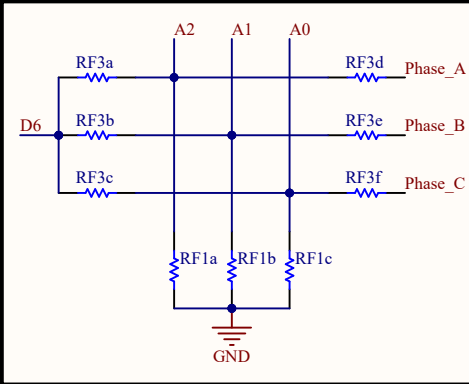 A2 A1 A0
RF3a RF3d Phase_A
D6 RF3b RF3e Phase_B
RF3c RF3f Phase_C
RF1a RF1b RF1c
GND